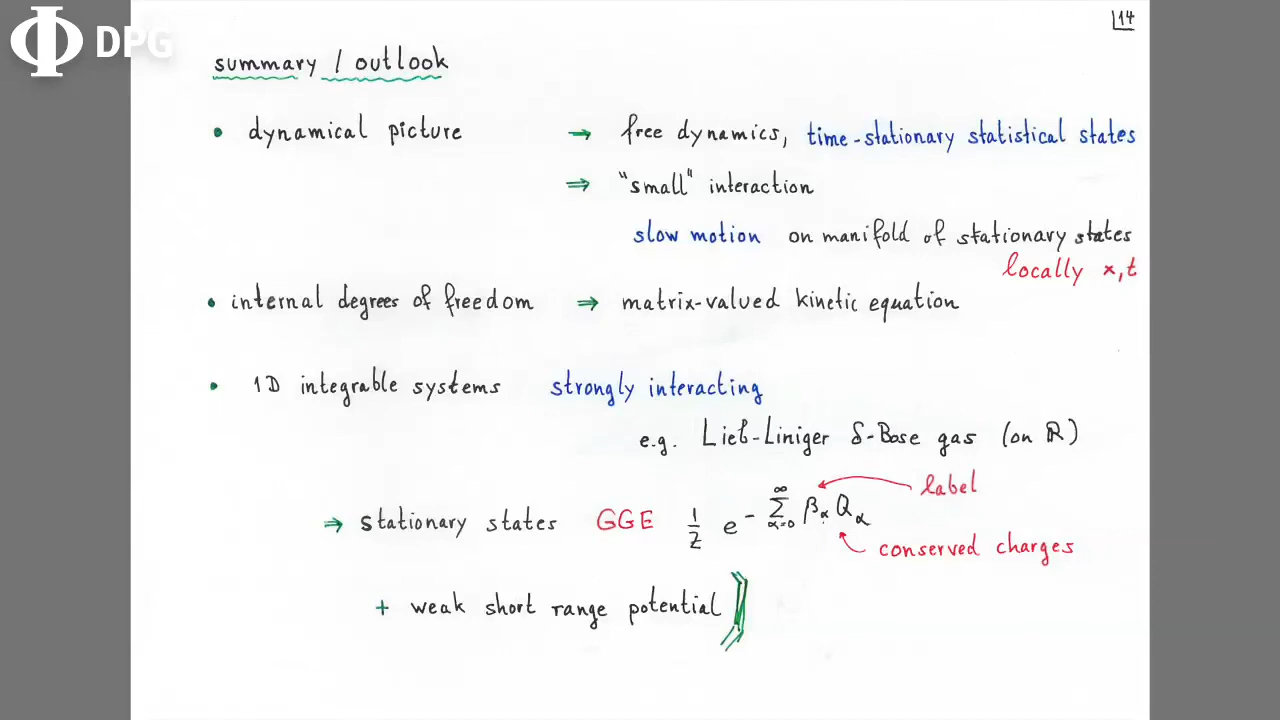 DPG
14
summary / outlook
• dynamical picture → free dynamics, time-stationary statistical states
⇒ "small" interaction
slow motion on manifold of stationary states
locally x,t
• internal degrees of freedom ⇒ matrix-valued kinetic equation
• 1D integrable systems strongly interacting
e.g. Lieb-Liniger δ-Bose gas (on ℝ)
label
⇒ stationary states GGE 1/Z e^{-∑_{α=0}^{∞} β_α Q_α}
conserved charges
+ weak short range potential